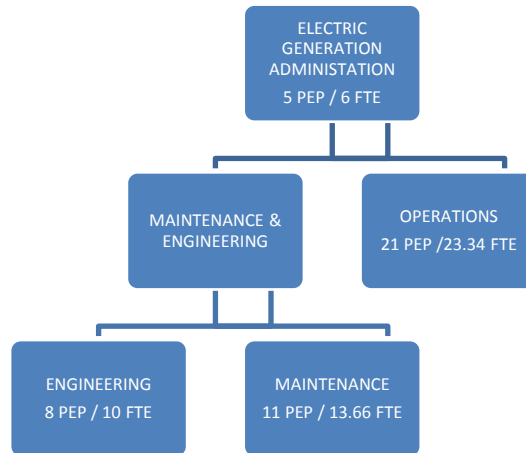 ELECTRIC
GENERATION
ADMINISTATION
5 PEP / 6 FTE
MAINTENANCE &
ENGINEERING
OPERATIONS
21 PEP /23.34 FTE
ENGINEERING
8 PEP / 10 FTE
MAINTENANCE
11 PEP / 13.66 FTE